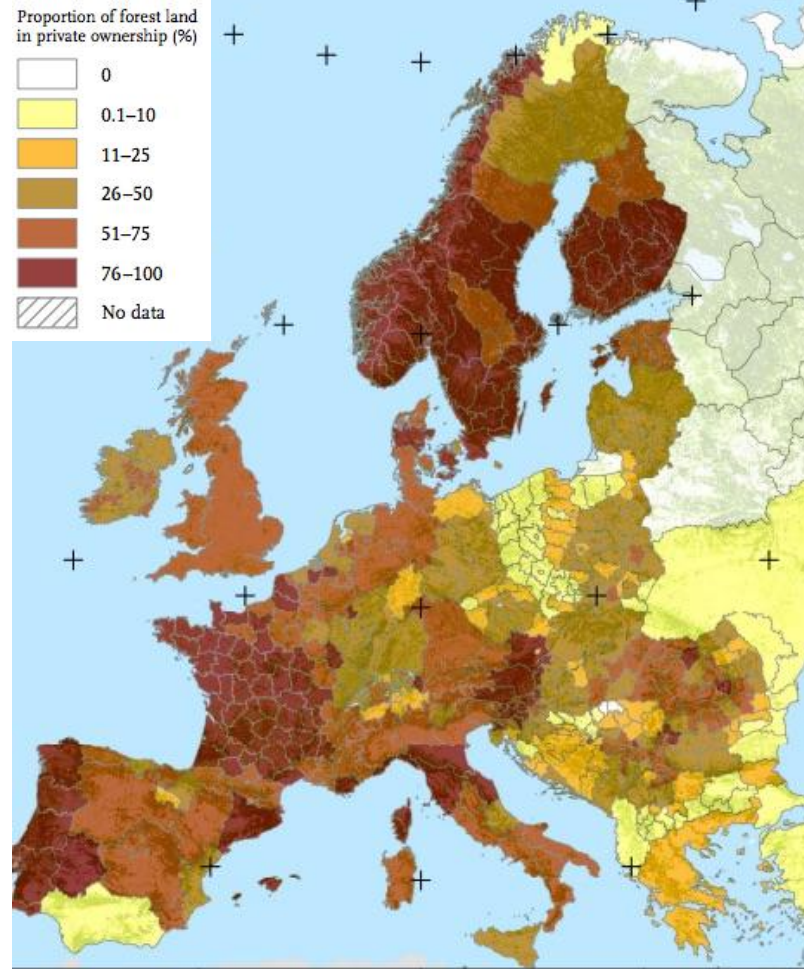 Proportion of forest land
in private ownership (%)
0
0.1–10
11–25
26–50
51–75
76–100
No data